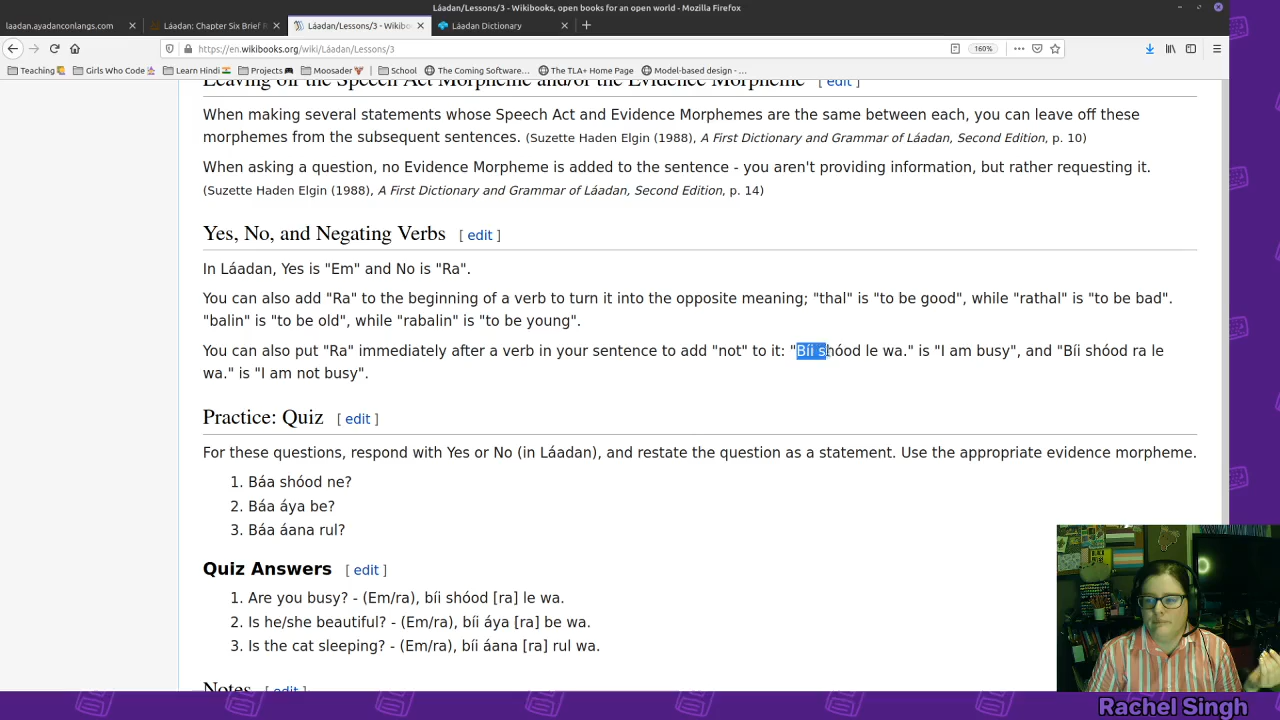 Láadan/Lessons/3 - Wikibooks, open books for an open world - Mozilla Firefox
laadan.ayadanconlangs.com
Láadan: Chapter Six Brief R
Láadan/Lessons/3 - Wikibo
Láadan Dictionary
https://en.wikibooks.org/wiki/Láadan/Lessons/3
160%
Teaching
Girls Who Code
Learn Hindi
Projects
Moosader
School
The Coming Software...
The TLA+ Home Page
Model-based design - ...
Leaving off the Speech Act Morpheme and/or the Evidence Morpheme [ edit ]
When making several statements whose Speech Act and Evidence Morphemes are the same between each, you can leave off these
morphemes from the subsequent sentences. (Suzette Haden Elgin (1988), A First Dictionary and Grammar of Láadan, Second Edition, p. 10)
When asking a question, no Evidence Morpheme is added to the sentence - you aren't providing information, but rather requesting it.
(Suzette Haden Elgin (1988), A First Dictionary and Grammar of Láadan, Second Edition, p. 14)
Yes, No, and Negating Verbs [ edit ]
In Láadan, Yes is "Em" and No is "Ra".
You can also add "Ra" to the beginning of a verb to turn it into the opposite meaning; "thal" is "to be good", while "rathal" is "to be bad".
"balin" is "to be old", while "rabalin" is "to be young".
You can also put "Ra" immediately after a verb in your sentence to add "not" to it: "Bíi shóod le wa." is "I am busy", and "Bíi shóod ra le
wa." is "I am not busy".
Practice: Quiz [ edit ]
For these questions, respond with Yes or No (in Láadan), and restate the question as a statement. Use the appropriate evidence morpheme.
1. Báa shóod ne?
2. Báa áya be?
3. Báa áana rul?
Quiz Answers [ edit ]
1. Are you busy? - (Em/ra), bíi shóod [ra] le wa.
2. Is he/she beautiful? - (Em/ra), bíi áya [ra] be wa.
3. Is the cat sleeping? - (Em/ra), bíi áana [ra] rul wa.
Notes [ edit ]
Rachel Singh